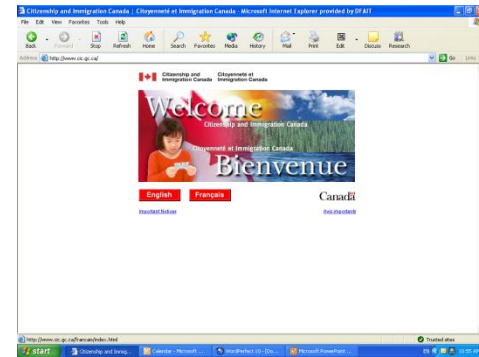 Citizenship and Immigration Canada | Citoyenneté et Immigration Canada - Microsoft Internet Explorer provided by DFAIT
File Edit View Favorites Tools Help
Back Forward Stop Refresh Home Search Favorites Media History Mail Print Edit Discuss Research
Address http://www.cic.gc.ca/ Go
Citizenship and Immigration Canada
Citoyenneté et Immigration Canada
Welcome
Citizenship and Immigration Canada
Citoyenneté et Immigration Canada
Bienvenue
English Français Canada
Important Notices Avis importants
http://www.cic.gc.ca/francais/index.html Trusted sites
start Citizenship and Immig... Calendar - Microsoft ... WordPerfect 10 - [Do... Microsoft PowerPoint ... EN